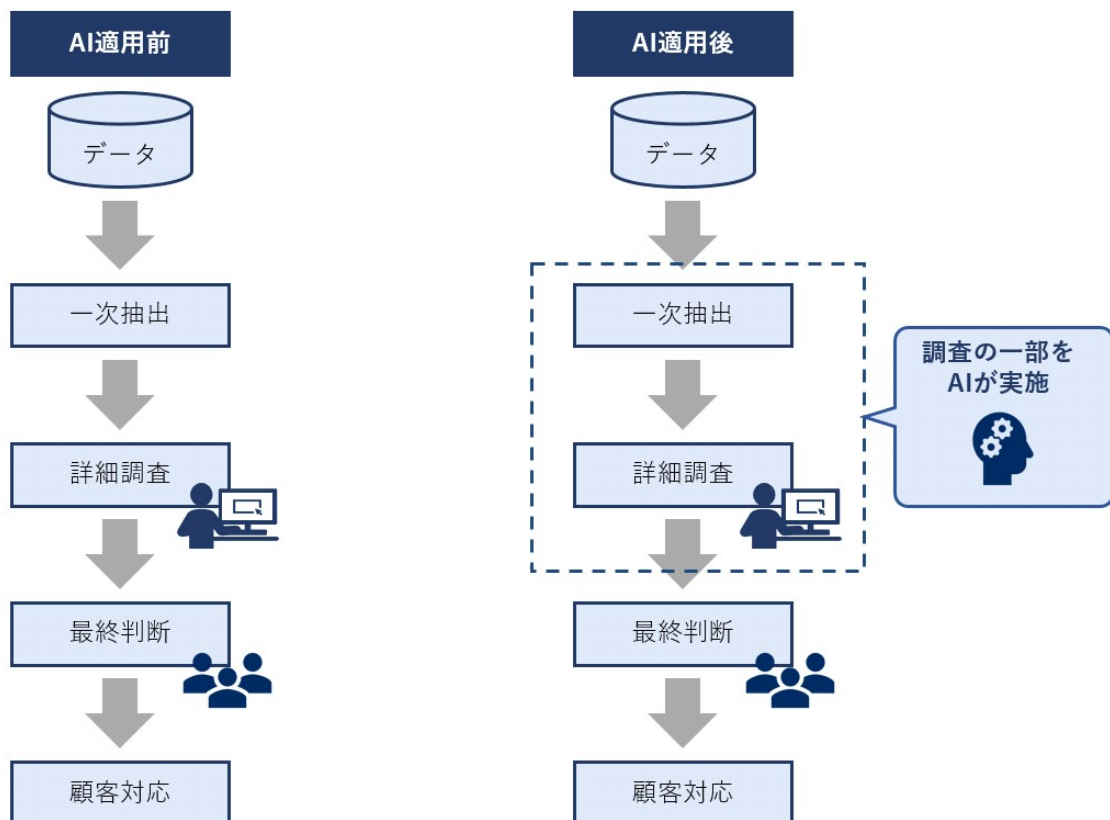 AI適用前
データ
一次抽出
詳細調査
最終判断
顧客対応
AI適用後
データ
一次抽出
詳細調査
最終判断
顧客対応
調査の一部を
AIが実施